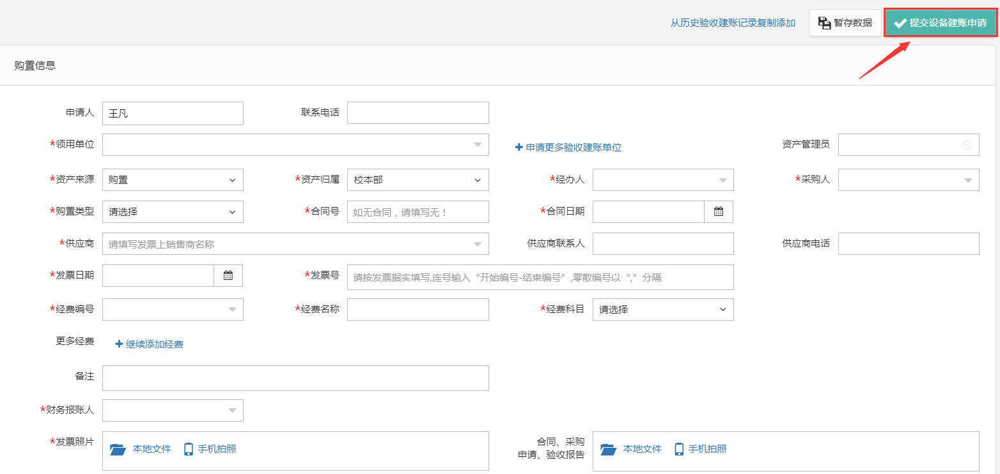 从历史验收建账记录复制添加 暂存数据 提交设备建账申请
购置信息
申请人 王凡 联系电话
*领用单位 申请更多验收建账单位 资产管理员
*资产来源 购置 *资产归属 校本部 *经办人 *采购人
*购置类型 请选择 *合同号 如无合同，请填写无！ *合同日期
*供应商 请填写发票上销售商名称 供应商联系人 供应商电话
*发票日期 *发票号 请按发票据实填写,连号输入“开始编号-结束编号”,零散编号以“,”分隔
*经费编号 *经费名称 *经费科目 请选择
更多经费 继续添加经费
备注
*财务报账人
*发票照片 本地文件 手机拍照 合同、采购
申请、验收报告 本地文件 手机拍照